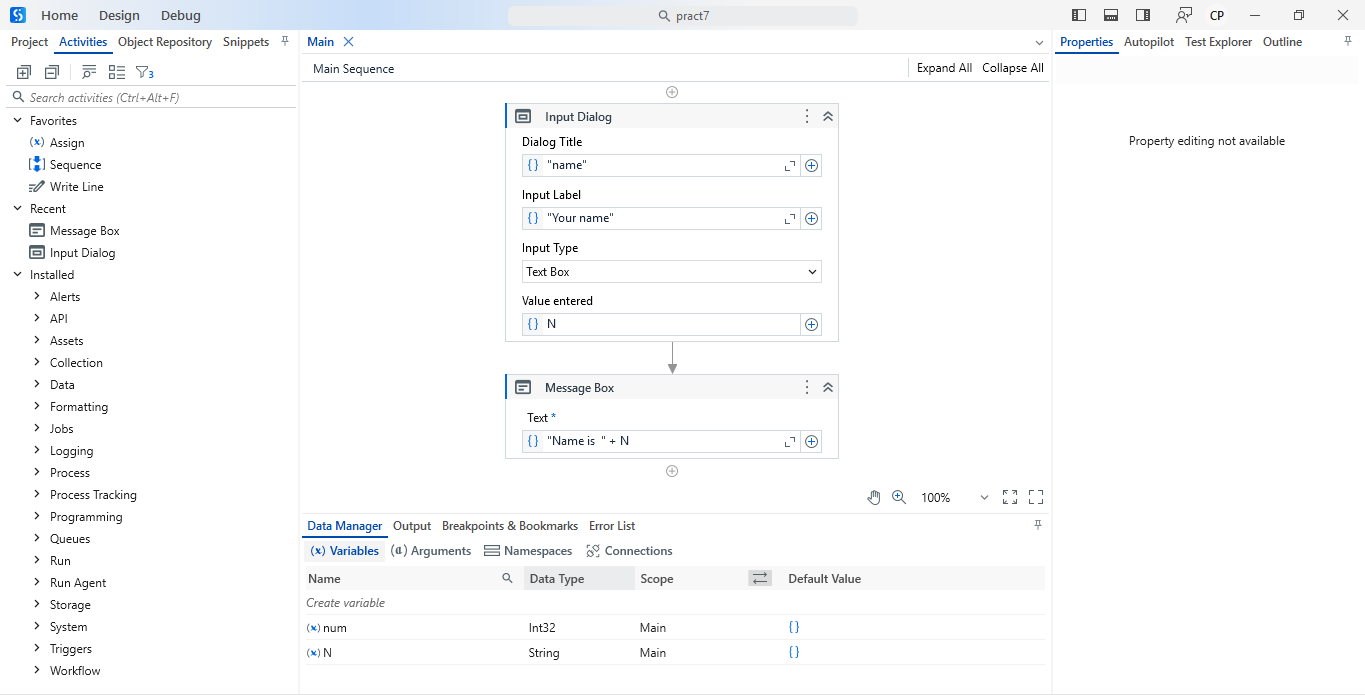 Home Design Debug
pract7
CP
Project Activities Object Repository Snippets
3
Search activities (Ctrl+Alt+F)
Favorites
(x) Assign
Sequence
Write Line
Recent
Message Box
Input Dialog
Installed
Alerts
API
Assets
Collection
Data
Formatting
Jobs
Logging
Process
Process Tracking
Programming
Queues
Run
Run Agent
Storage
System
Triggers
Workflow
Main
Main Sequence
Expand All Collapse All
Input Dialog
Dialog Title
{} "name"
Input Label
{} "Your name"
Input Type
Text Box
Value entered
{} N
Message Box
Text *
{} "Name is  " + N
100%
Data Manager Output Breakpoints & Bookmarks Error List
(x) Variables (a) Arguments Namespaces Connections
Name Data Type Scope Default Value
Create variable
(x) num Int32 Main {}
(x) N String Main {}
Properties Autopilot Test Explorer Outline
Property editing not available